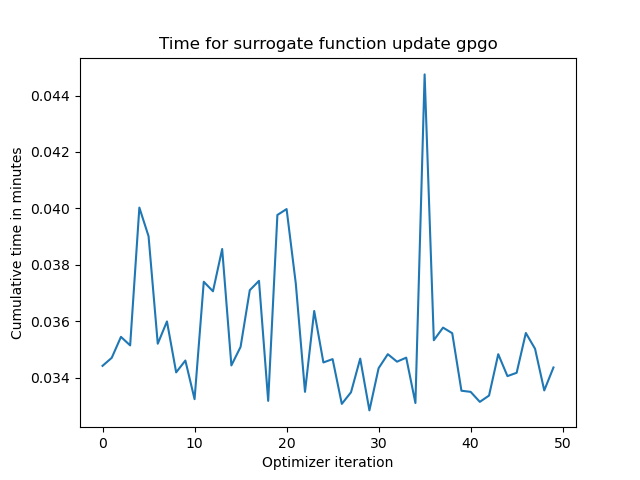 Time for surrogate function update gpgo
Cumulative time in minutes
0.044
0.042
0.040
0.038
0.036
0.034
0 10 20 30 40 50
Optimizer iteration